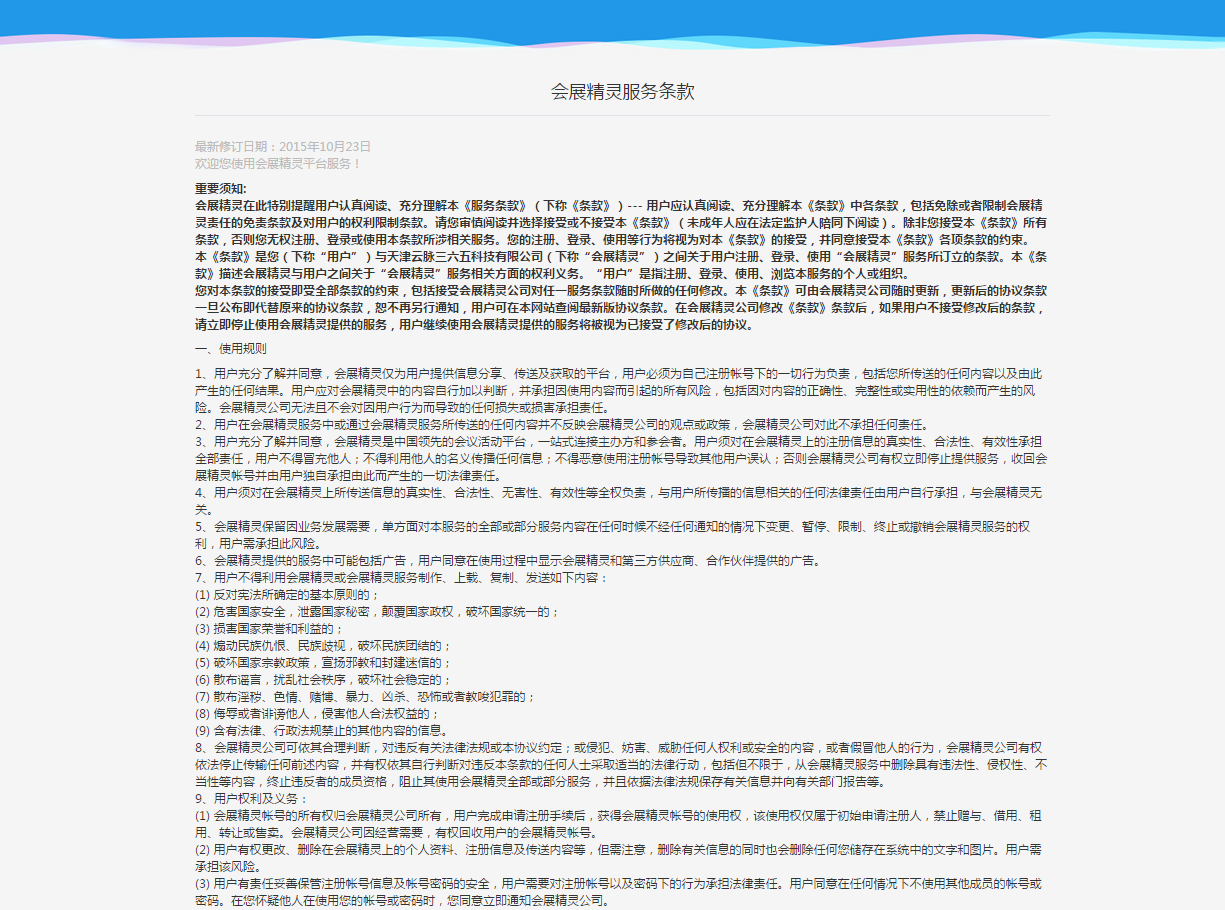 会展精灵服务条款
最新修订日期：2015年10月23日
欢迎您使用会展精灵平台服务！
重要须知:
会展精灵在此特别提醒用户认真阅读、充分理解本《服务条款》（下称《条款》）--- 用户应认真阅读、充分理解本《条款》中各条款，包括免除或者限制会展精
灵责任的免责条款及对用户的权利限制条款。请您审慎阅读并选择接受或不接受本《条款》（未成年人应在法定监护人陪同下阅读）。除非您接受本《条款》所有
条款，否则您无权注册、登录或使用本条款所涉相关服务。您的注册、登录、使用等行为将视为对本《条款》的接受，并同意接受本《条款》各项条款的约束。
本《条款》是您（下称“用户”）与天津云脉三六五科技有限公司（下称“会展精灵”）之间关于用户注册、登录、使用“会展精灵”服务所订立的条款。本《条
款》描述会展精灵与用户之间关于“会展精灵”服务相关方面的权利义务。“用户”是指注册、登录、使用、浏览本服务的个人或组织。
您对本条款的接受即受全部条款的约束，包括接受会展精灵公司对任一服务条款随时所做的任何修改。本《条款》可由会展精灵公司随时更新，更新后的协议条款
一旦公布即代替原来的协议条款，恕不再另行通知，用户可在本网站查阅最新版协议条款。在会展精灵公司修改《条款》条款后，如果用户不接受修改后的条款，
请立即停止使用会展精灵提供的服务，用户继续使用会展精灵提供的服务将被视为已接受了修改后的协议。
一、使用规则
1、用户充分了解并同意，会展精灵仅为用户提供信息分享、传送及获取的平台，用户必须为自己注册帐号下的一切行为负责，包括您所传送的任何内容以及由此
产生的任何结果。用户应对会展精灵中的内容自行加以判断，并承担因使用内容而引起的所有风险，包括因对内容的正确性、完整性或实用性的依赖而产生的风
险。会展精灵公司无法且不会对因用户行为而导致的任何损失或损害承担责任。
2、用户在会展精灵服务中或通过会展精灵服务所传送的任何内容并不反映会展精灵公司的观点或政策，会展精灵公司对此不承担任何责任。
3、用户充分了解并同意，会展精灵是中国领先的会议活动平台，一站式连接主办方和参会者。用户须对在会展精灵上的注册信息的真实性、合法性、有效性承担
全部责任，用户不得冒充他人；不得利用他人的名义传播任何信息；不得恶意使用注册帐号导致其他用户误认；否则会展精灵公司有权立即停止提供服务，收回会
展精灵帐号并由用户独自承担由此而产生的一切法律责任。
4、用户须对在会展精灵上所传送信息的真实性、合法性、无害性、有效性等全权负责，与用户所传播的信息相关的任何法律责任由用户自行承担，与会展精灵无
关。
5、会展精灵保留因业务发展需要，单方面对本服务的全部或部分服务内容在任何时候不经任何通知的情况下变更、暂停、限制、终止或撤销会展精灵服务的权
利，用户需承担此风险。
6、会展精灵提供的服务中可能包括广告，用户同意在使用过程中显示会展精灵和第三方供应商、合作伙伴提供的广告。
7、用户不得利用会展精灵或会展精灵服务制作、上载、复制、发送如下内容：
(1) 反对宪法所确定的基本原则的；
(2) 危害国家安全，泄露国家秘密，颠覆国家政权，破坏国家统一的；
(3) 损害国家荣誉和利益的；
(4) 煽动民族仇恨、民族歧视，破坏民族团结的；
(5) 破坏国家宗教政策，宣扬邪教和封建迷信的；
(6) 散布谣言，扰乱社会秩序，破坏社会稳定的；
(7) 散布淫秽、色情、赌博、暴力、凶杀、恐怖或者教唆犯罪的；
(8) 侮辱或者诽谤他人，侵害他人合法权益的；
(9) 含有法律、行政法规禁止的其他内容的信息。
8、会展精灵公司可依其合理判断，对违反有关法律法规或本协议约定；或侵犯、妨害、威胁任何人权利或安全的内容，或者假冒他人的行为，会展精灵公司有权
依法停止传输任何前述内容，并有权依其自行判断对违反本条款的任何人士采取适当的法律行动，包括但不限于，从会展精灵服务中删除具有违法性、侵权性、不
当性等内容，终止违反者的成员资格，阻止其使用会展精灵全部或部分服务，并且依据法律法规保存有关信息并向有关部门报告等。
9、用户权利及义务：
(1) 会展精灵帐号的所有权归会展精灵公司所有，用户完成申请注册手续后，获得会展精灵帐号的使用权，该使用权仅属于初始申请注册人，禁止赠与、借用、租
用、转让或售卖。会展精灵公司因经营需要，有权回收用户的会展精灵帐号。
(2) 用户有权更改、删除在会展精灵上的个人资料、注册信息及传送内容等，但需注意，删除有关信息的同时也会删除任何您储存在系统中的文字和图片。用户需
承担该风险。
(3) 用户有责任妥善保管注册帐号信息及帐号密码的安全，用户需要对注册帐号以及密码下的行为承担法律责任。用户同意在任何情况下不使用其他成员的帐号或
密码。在您怀疑他人在使用您的帐号或密码时，您同意立即通知会展精灵公司。